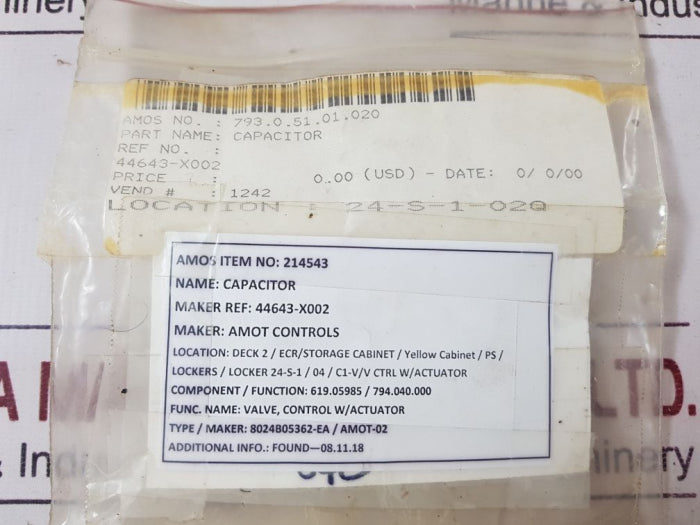 AMOS NO. : 793.0.51.01.020
PART NAME: CAPACITOR
REF NO. :
44643-X002
PRICE : 0.00 (USD) - DATE: 0/ 0/00
VEND # : 1242
LOCATION : 24-S-1-02Q
AMOS ITEM NO: 214543
NAME: CAPACITOR
MAKER REF: 44643-X002
MAKER: AMOT CONTROLS
LOCATION: DECK 2 / ECR/STORAGE CABINET / Yellow Cabinet / PS /
LOCKERS / LOCKER 24-S-1 / 04 / C1-V/V CTRL W/ACTUATOR
COMPONENT / FUNCTION: 619.05985 / 794.040.000
FUNC. NAME: VALVE, CONTROL W/ACTUATOR
TYPE / MAKER: 8024B05362-EA / AMOT-02
ADDITIONAL INFO.: FOUND—08.11.18
LTD.
& Ind